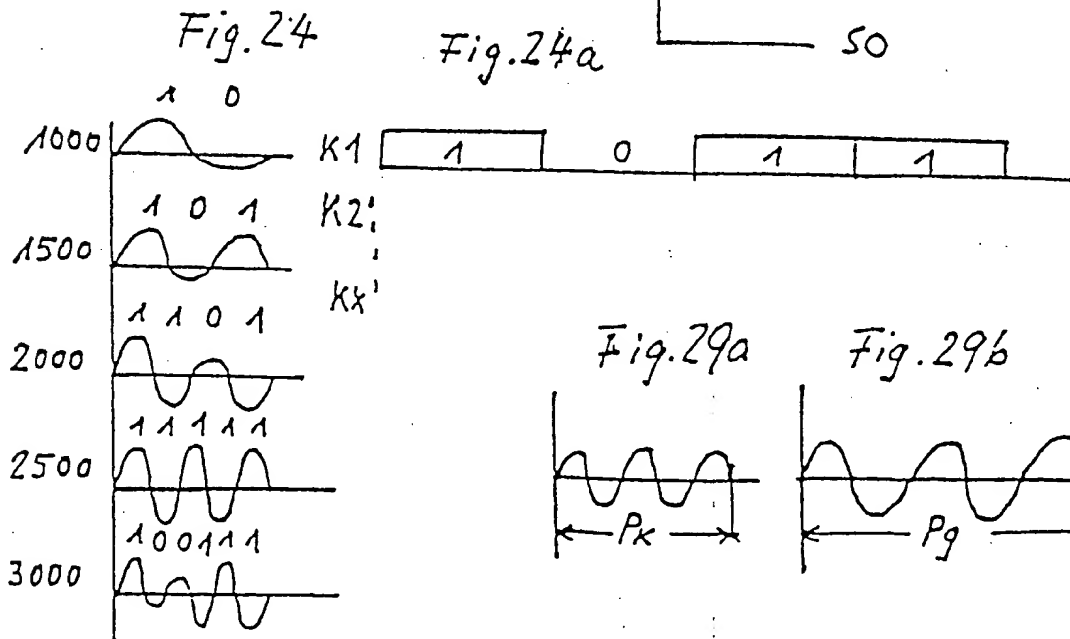 Fig. 24
Fig. 24a
50
1 0
1000
K1 1 0 1 1
1 0 1
1500
K2
Kx
1 1 0 1
2000
Fig. 29a
Fig. 29b
1 1 1 1 1
2500
PK
Pg
1 0 0 1 1 1
3000